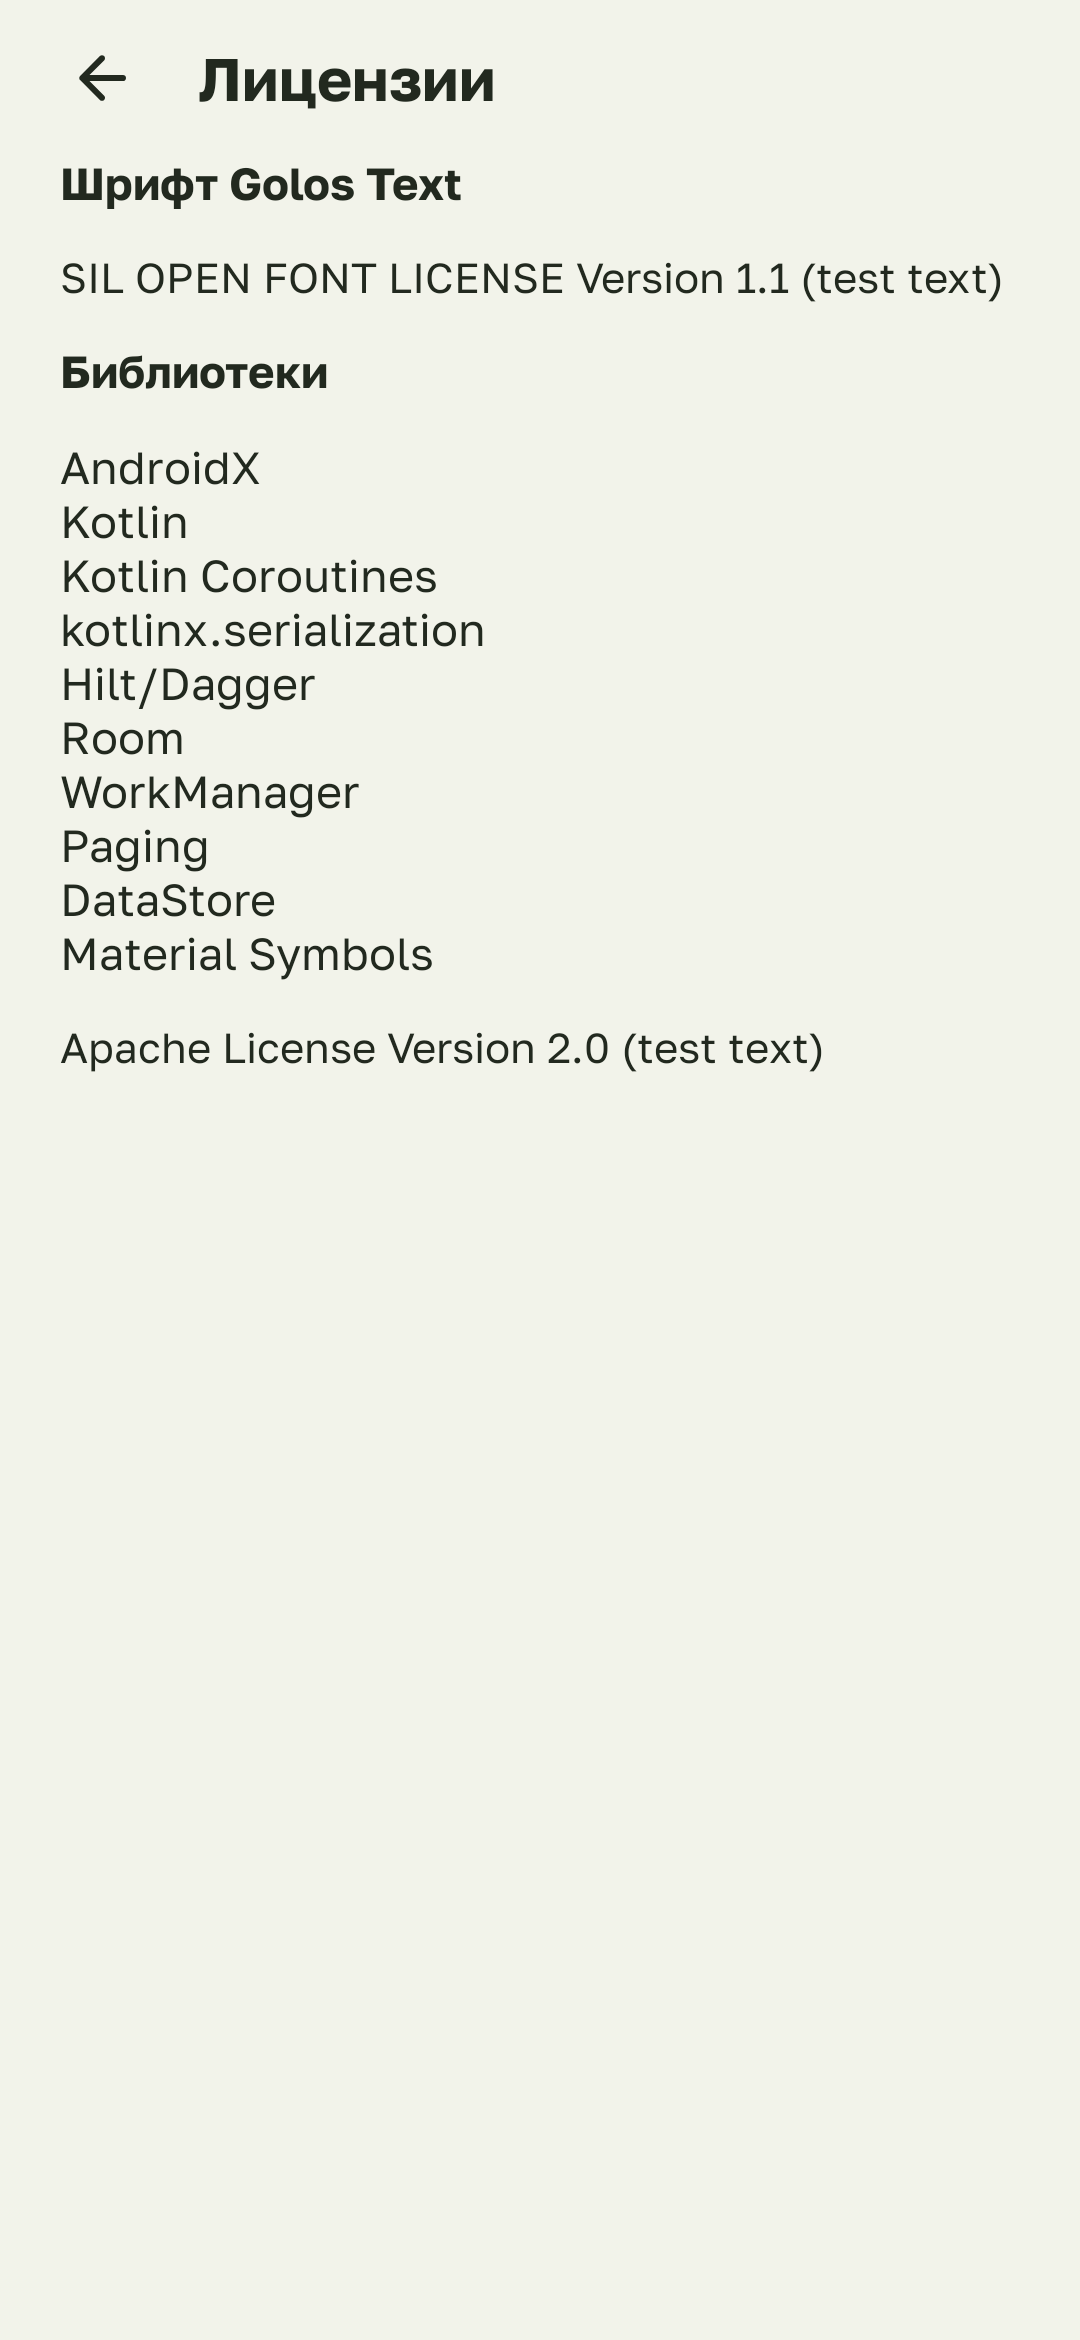 Лицензии
Шрифт Golos Text
SIL OPEN FONT LICENSE Version 1.1 (test text)
Библиотеки
AndroidX
Kotlin
Kotlin Coroutines
kotlinx.serialization
Hilt/Dagger
Room
WorkManager
Paging
DataStore
Material Symbols
Apache License Version 2.0 (test text)